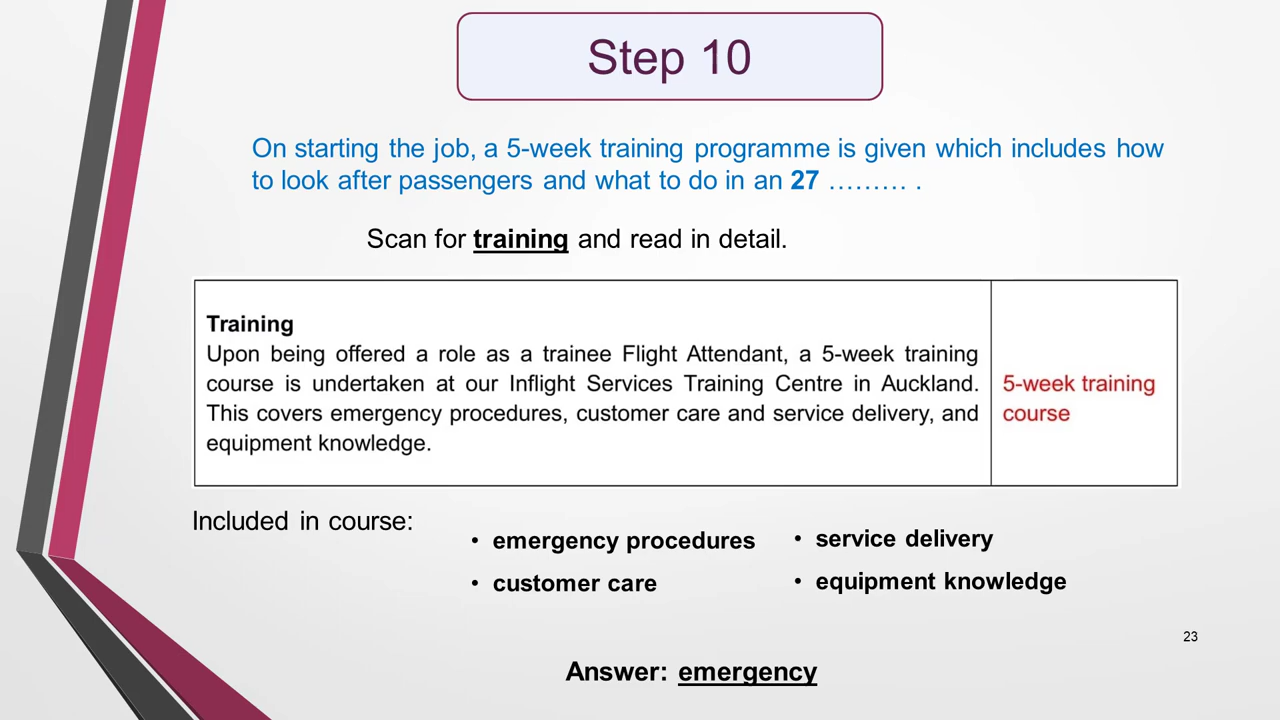 Step 10
On starting the job, a 5-week training programme is given which includes how
to look after passengers and what to do in an 27 ……… .
Scan for training and read in detail.
Training
Upon being offered a role as a trainee Flight Attendant, a 5-week training
course is undertaken at our Inflight Services Training Centre in Auckland.
This covers emergency procedures, customer care and service delivery, and
equipment knowledge.
5-week training
course
Included in course:
• emergency procedures
• customer care
• service delivery
• equipment knowledge
23
Answer: emergency